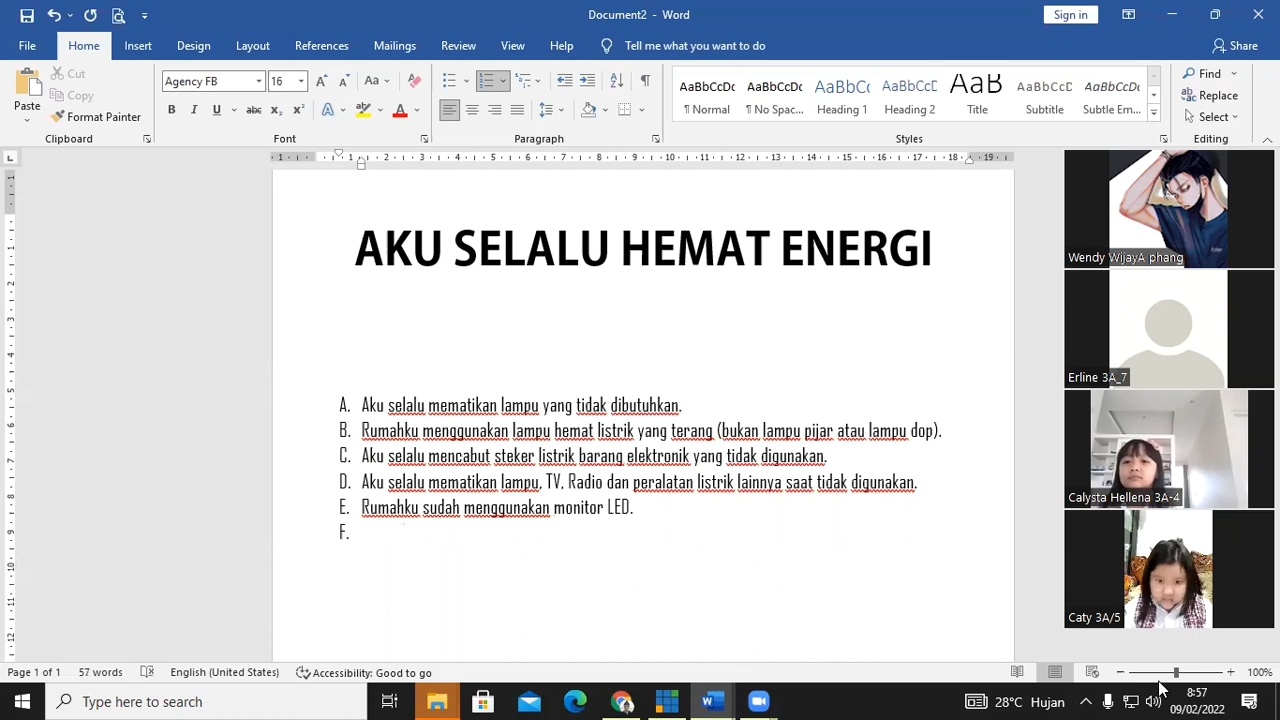 Document2 - Word
Sign in
File Home Insert Design Layout References Mailings Review View Help Tell me what you want to do Share
Paste
Cut
Copy
Format Painter
Clipboard
Agency FB 16
Font
Paragraph
AaBbCcDc AaBbCcDc AaBbC AaBbCcC AaB AaBbCcD AaBbCcDc
¶ Normal ¶ No Spac... Heading 1 Heading 2 Title Subtitle Subtle Em...
Styles
Find
Replace
Select
Editing
AKU SELALU HEMAT ENERGI
A. Aku selalu mematikan lampu yang tidak dibutuhkan.
B. Rumahku menggunakan lampu hemat listrik yang terang (bukan lampu pijar atau lampu dop).
C. Aku selalu mencabut steker listrik barang elektronik yang tidak digunakan.
D. Aku selalu mematikan lampu, TV, Radio dan peralatan listrik lainnya saat tidak digunakan.
E. Rumahku sudah menggunakan monitor LED.
F.
Wendy WijayA phang
Erline 3A_7
Calysta Hellena 3A-4
Caty 3A/5
Page 1 of 1 57 words English (United States) Accessibility: Good to go 100%
Type here to search
28°C Hujan
8:57
09/02/2022